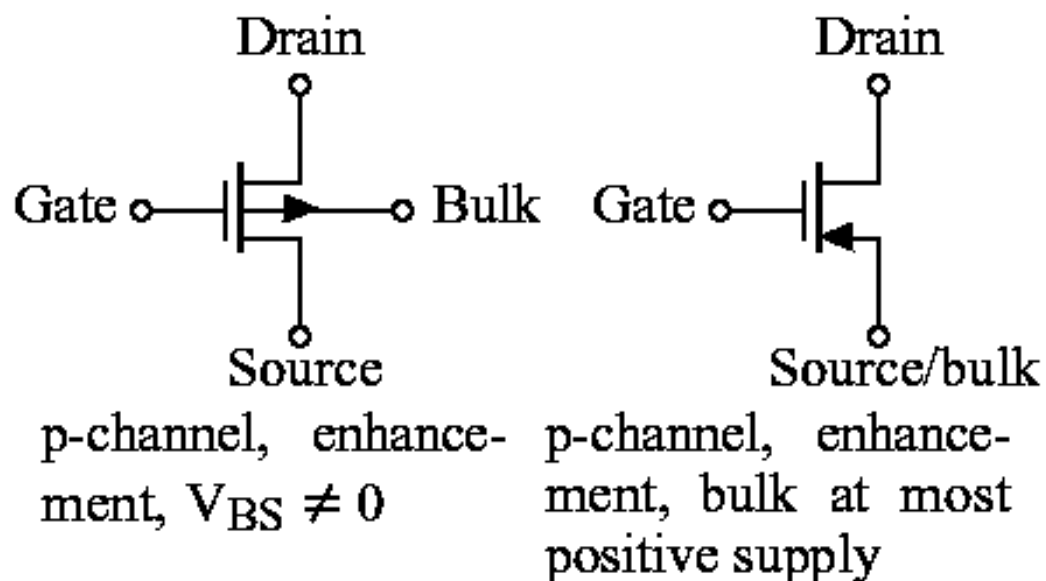 Drain
Gate
Bulk
Source
p-channel, enhance-
ment, V_BS ≠ 0
Drain
Gate
Source/bulk
p-channel, enhance-
ment, bulk at most
positive supply